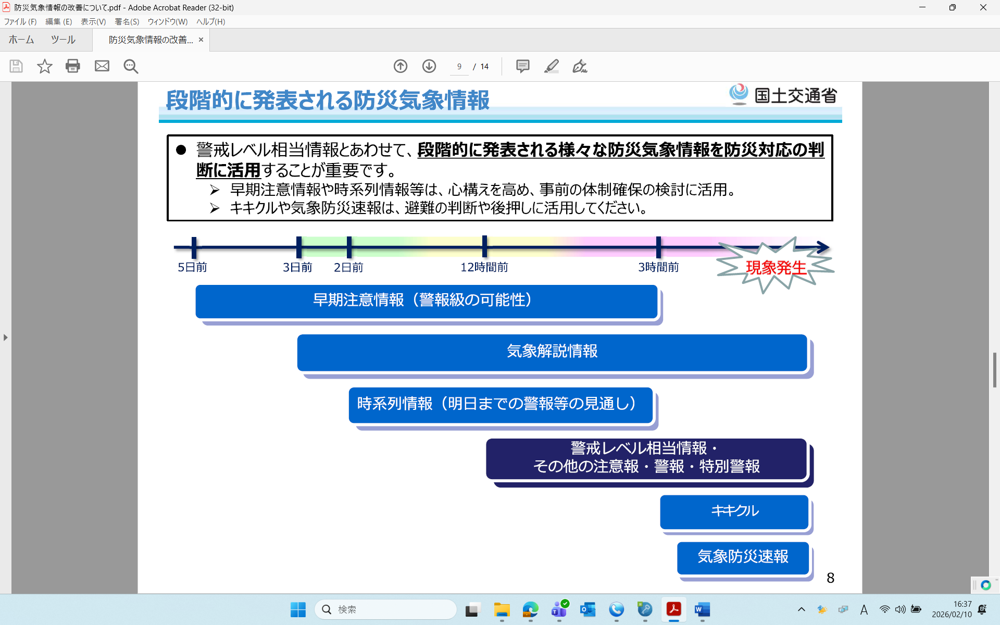 防災気象情報の改善について.pdf - Adobe Acrobat Reader (32-bit)
ファイル(F) 編集(E) 表示(V) 署名(S) ウィンドウ(W) ヘルプ(H)
ホーム ツール 防災気象情報の改善... ×
9 / 14
段階的に発表される防災気象情報
国土交通省
● 警戒レベル相当情報とあわせて、段階的に発表される様々な防災気象情報を防災対応の判
断に活用することが重要です。
➢ 早期注意情報や時系列情報等は、心構えを高め、事前の体制確保の検討に活用。
➢ キキクルや気象防災速報は、避難の判断や後押しに活用してください。
5日前 3日前 2日前 12時間前 3時間前 現象発生
早期注意情報（警報級の可能性）
気象解説情報
時系列情報（明日までの警報等の見通し）
警戒レベル相当情報・
その他の注意報・警報・特別警報
キキクル
気象防災速報
8
検索
A
16:37
2026/02/10